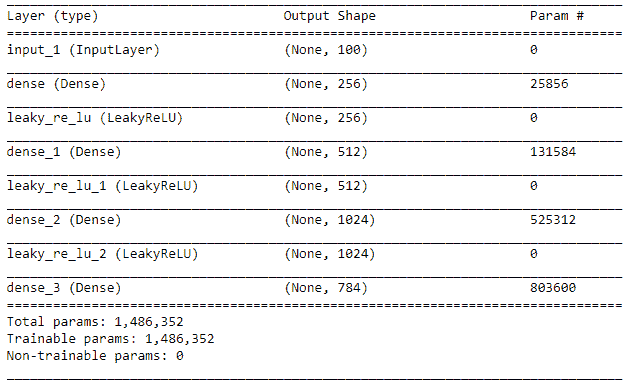 Layer (type) Output Shape Param #
input_1 (InputLayer) (None, 100) 0
dense (Dense) (None, 256) 25856
leaky_re_lu (LeakyReLU) (None, 256) 0
dense_1 (Dense) (None, 512) 131584
leaky_re_lu_1 (LeakyReLU) (None, 512) 0
dense_2 (Dense) (None, 1024) 525312
leaky_re_lu_2 (LeakyReLU) (None, 1024) 0
dense_3 (Dense) (None, 784) 803600
Total params: 1,486,352
Trainable params: 1,486,352
Non-trainable params: 0